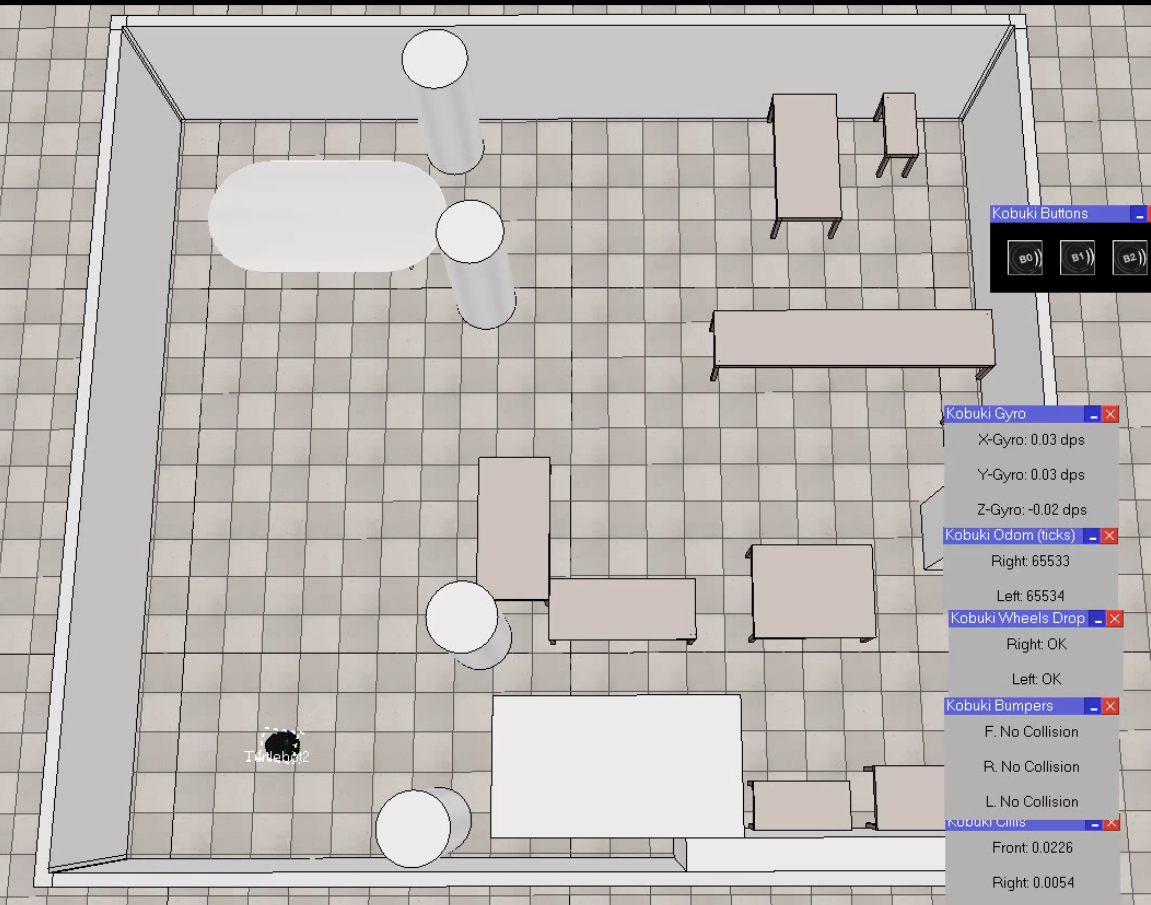 Kobuki Buttons
B0
B1
B2
Kobuki Gyro
X-Gyro: 0.03 dps
Y-Gyro: 0.03 dps
Z-Gyro: -0.02 dps
Kobuki Odom (ticks)
Right: 65533
Left: 65534
Kobuki Wheels Drop
Right: OK
Left: OK
Kobuki Bumpers
F. No Collision
R. No Collision
L. No Collision
Kobuki Cliffs
Front: 0.0226
Right: 0.0054
Turtlebot2